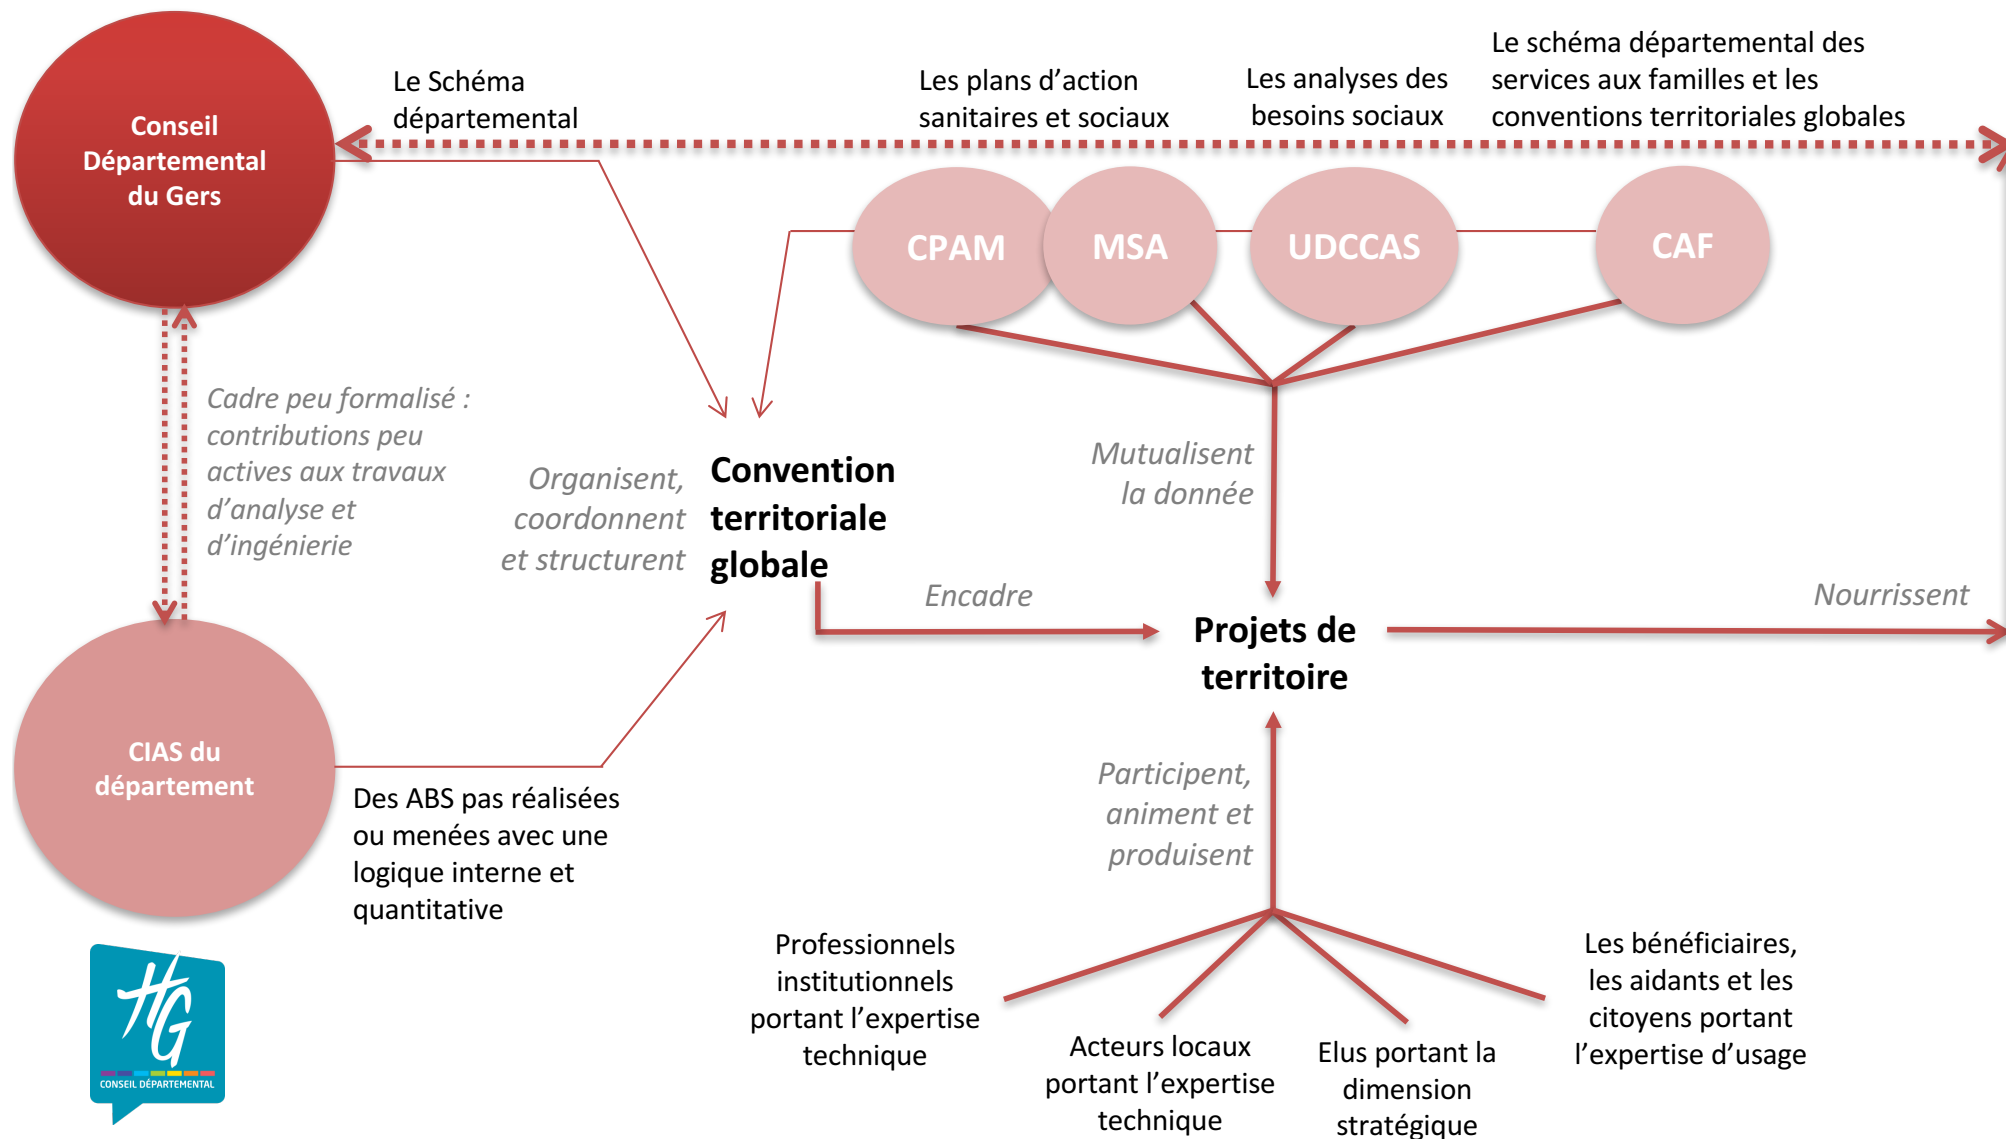 Conseil
Départemental
du Gers
Le Schéma
départemental
Les plans d’action
sanitaires et sociaux
Les analyses des
besoins sociaux
Le schéma départemental des
services aux familles et les
conventions territoriales globales
CPAM
MSA
UDCCAS
CAF
Cadre peu formalisé :
contributions peu
actives aux travaux
d’analyse et
d’ingénierie
Organisent,
coordonnent
et structurent
Convention
territoriale
globale
Mutualisent
la donnée
Encadre
Projets de
territoire
Nourrissent
CIAS du
département
Des ABS pas réalisées
ou menées avec une
logique interne et
quantitative
Participent,
animent et
produisent
Professionnels
institutionnels
portant l’expertise
technique
Acteurs locaux
portant l’expertise
technique
Elus portant la
dimension
stratégique
Les bénéficiaires,
les aidants et les
citoyens portant
l’expertise d’usage
HG
CONSEIL DÉPARTEMENTAL